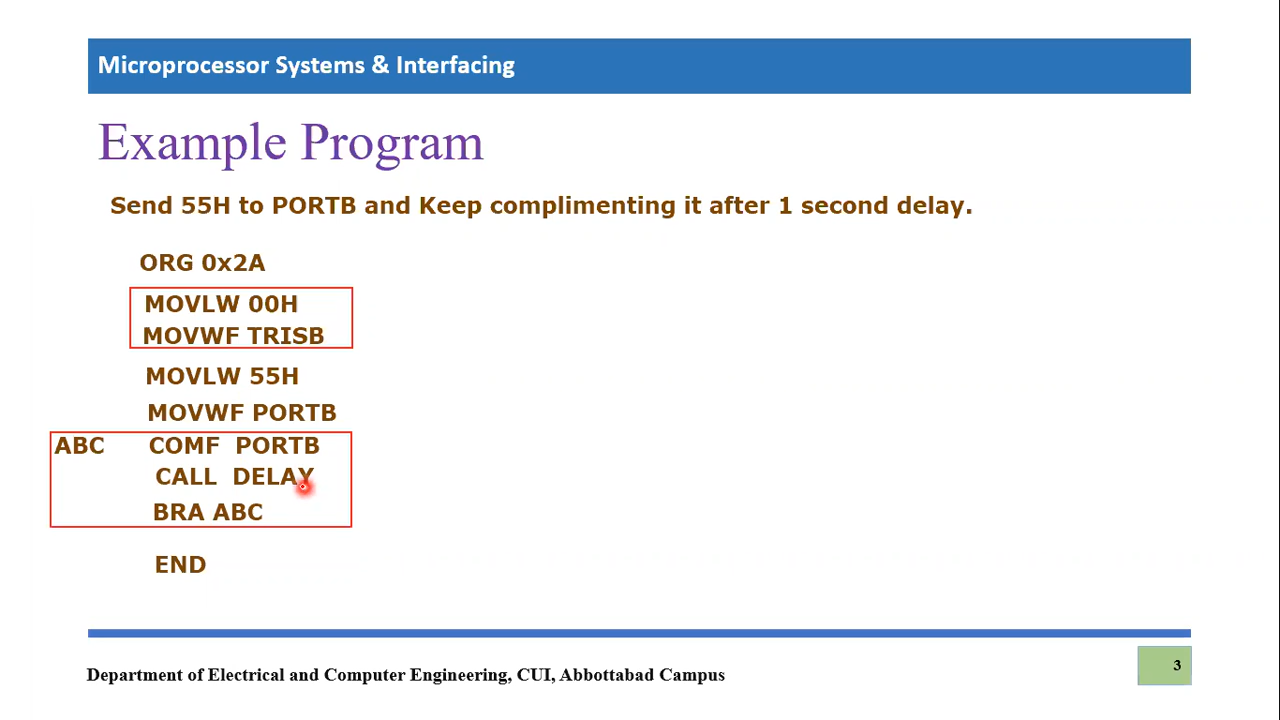 Microprocessor Systems & Interfacing
Example Program
Send 55H to PORTB and Keep complimenting it after 1 second delay.
ORG 0x2A
MOVLW 00H
MOVWF TRISB
MOVLW 55H
MOVWF PORTB
ABC COMF PORTB
CALL DELAY
BRA ABC
END
Department of Electrical and Computer Engineering, CUI, Abbottabad Campus
3